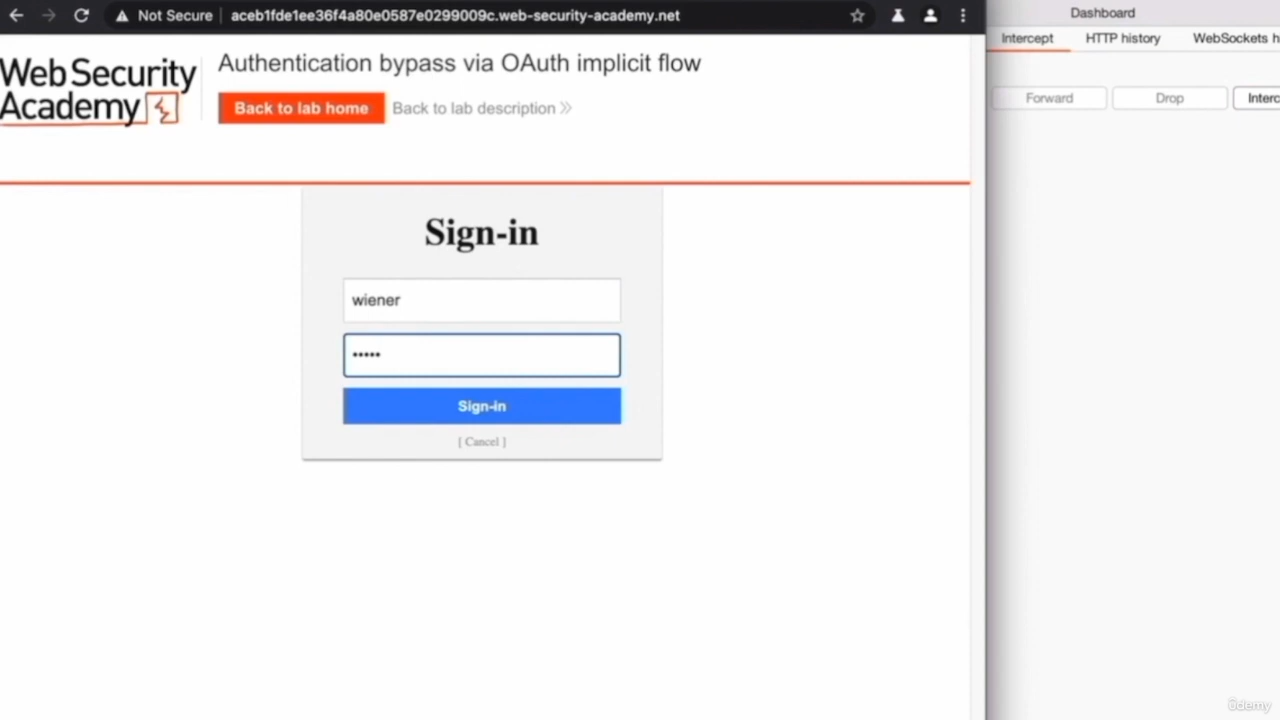 Not Secure
aceb1fde1ee36f4a80e0587e0299009c.web-security-academy.net
Dashboard
Intercept
HTTP history
WebSockets h
Web Security
Academy
Authentication bypass via OAuth implicit flow
Back to lab home
Back to lab description
Forward
Drop
Interc
Sign-in
wiener
•••••
Sign-in
[ Cancel ]
ûdemy